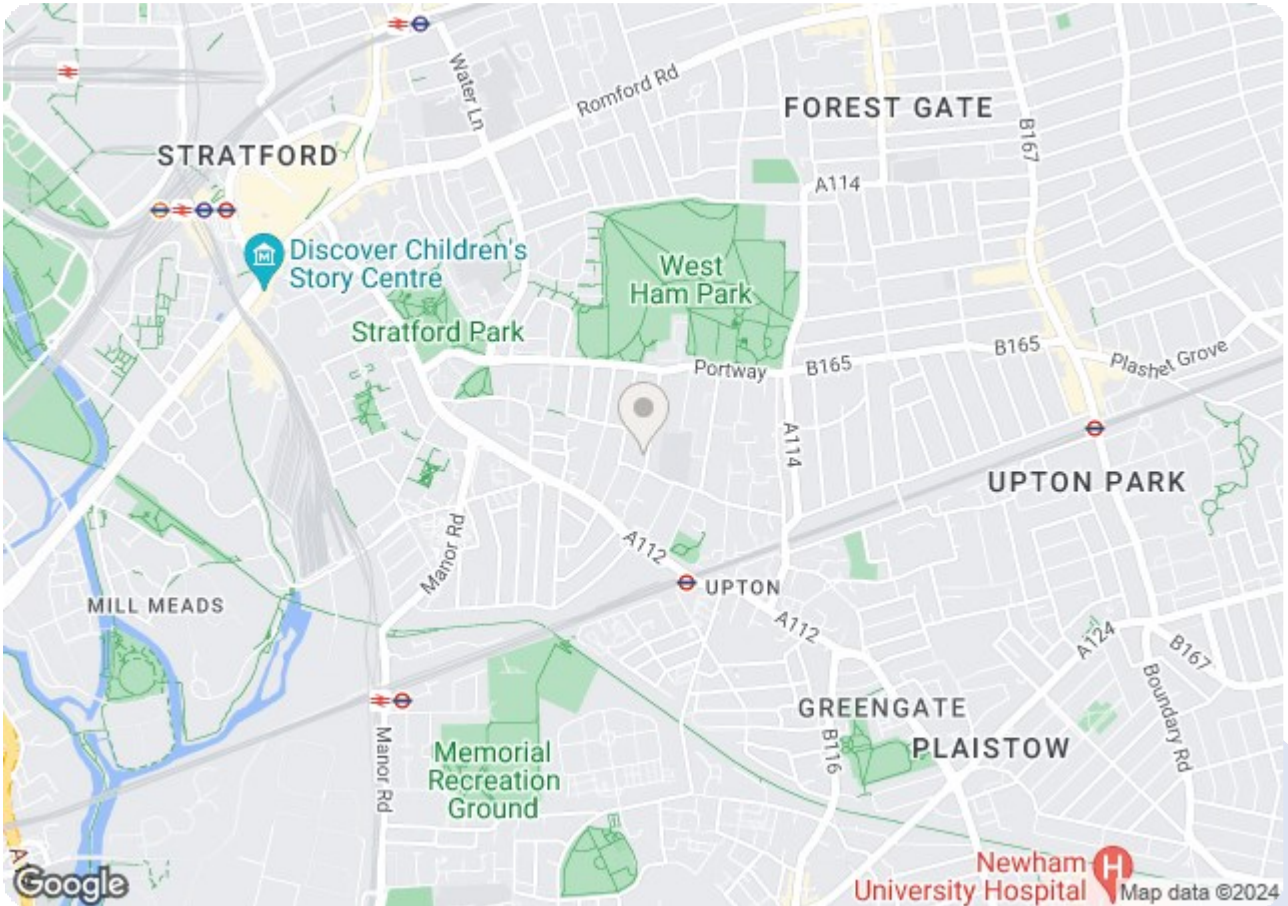 Water Ln
Romford Rd
FOREST GATE
B167
STRATFORD
A114
Discover Children's
Story Centre
West
Ham Park
Stratford Park
Portway
B165
B165
Plashet Grove
A114
UPTON PARK
Manor Rd
A112
UPTON
MILL MEADS
A112
A124
B167
Boundary Rd
GREENGATE
PLAISTOW
B116
Manor Rd
Memorial
Recreation
Ground
Newham
University Hospital
H
Google
Map data ©2024